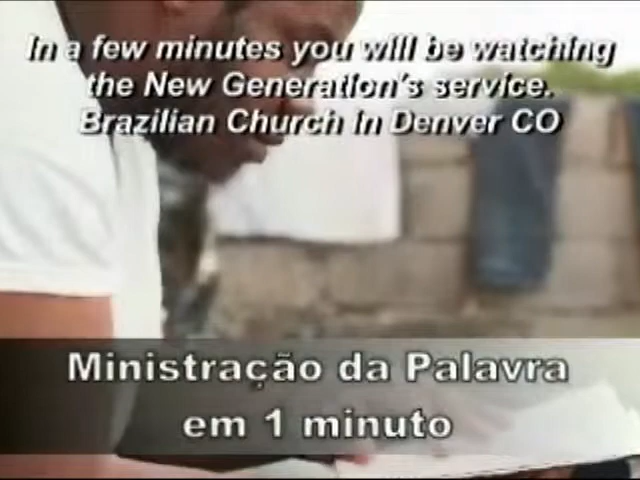 In a few minutes you will be watching
the New Generation's service.
Brazilian Church in Denver CO
Ministração da Palavra
em 1 minuto